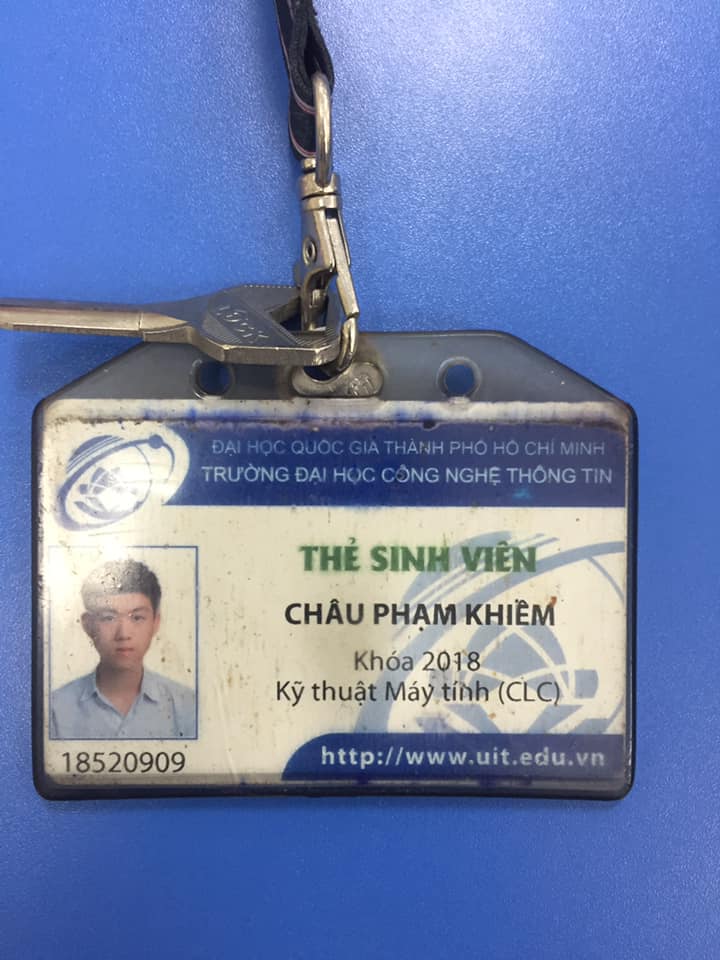 ĐẠI HỌC QUỐC GIA THÀNH PHỐ HỒ CHÍ MINH
TRƯỜNG ĐẠI HỌC CÔNG NGHỆ THÔNG TIN
THẺ SINH VIÊN
CHÂU PHẠM KHIÊM
Khóa 2018
Kỹ thuật Máy tính (CLC)
18520909
http://www.uit.edu.vn